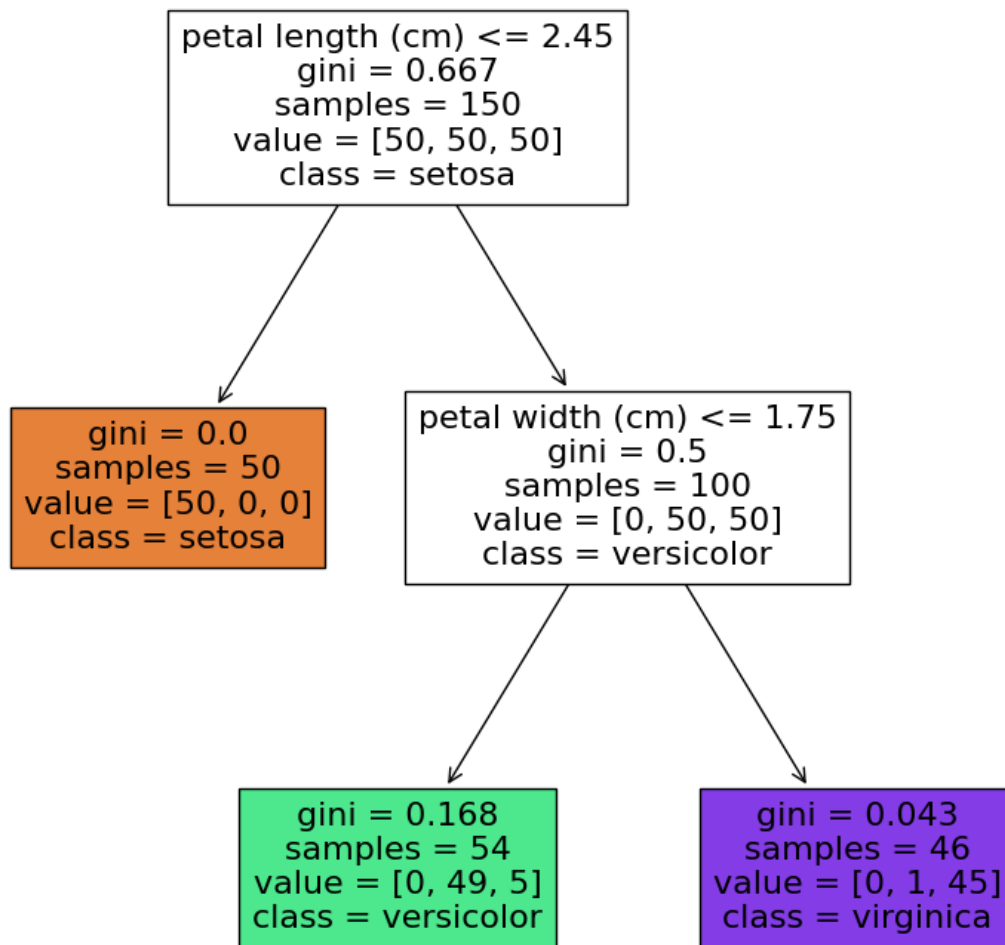 petal length (cm) <= 2.45
gini = 0.667
samples = 150
value = [50, 50, 50]
class = setosa
gini = 0.0
samples = 50
value = [50, 0, 0]
class = setosa
petal width (cm) <= 1.75
gini = 0.5
samples = 100
value = [0, 50, 50]
class = versicolor
gini = 0.168
samples = 54
value = [0, 49, 5]
class = versicolor
gini = 0.043
samples = 46
value = [0, 1, 45]
class = virginica